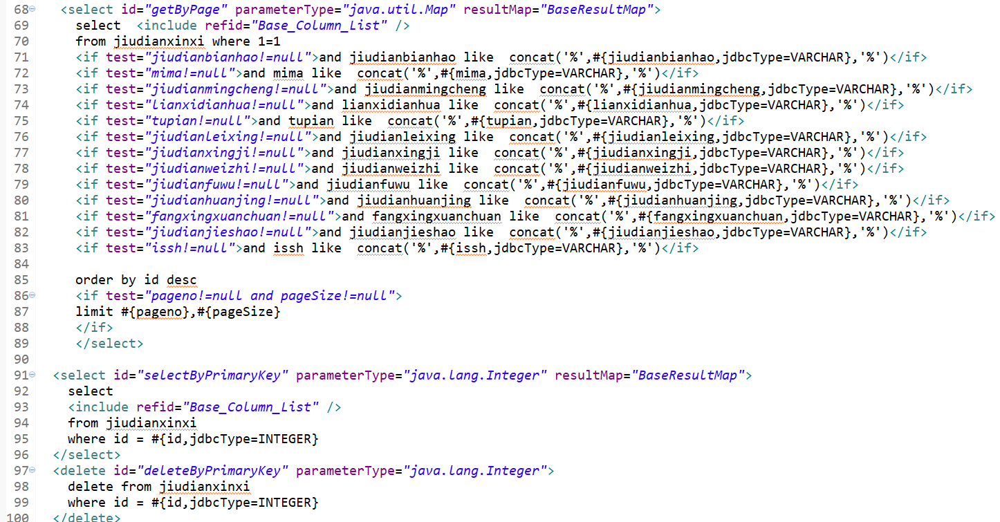 68 <select id="getByPage" parameterType="java.util.Map" resultMap="BaseResultMap">
69 select <include refid="Base_Column_List" />
70 from jiudianxinxi where 1=1
71 <if test="jiudianbianhao!=null">and jiudianbianhao like concat('%',#{jiudianbianhao,jdbcType=VARCHAR},'%')</if>
72 <if test="mima!=null">and mima like concat('%',#{mima,jdbcType=VARCHAR},'%')</if>
73 <if test="jiudianmingcheng!=null">and jiudianmingcheng like concat('%',#{jiudianmingcheng,jdbcType=VARCHAR},'%')</if>
74 <if test="lianxidianhua!=null">and lianxidianhua like concat('%',#{lianxidianhua,jdbcType=VARCHAR},'%')</if>
75 <if test="tupian!=null">and tupian like concat('%',#{tupian,jdbcType=VARCHAR},'%')</if>
76 <if test="jiudianleixing!=null">and jiudianleixing like concat('%',#{jiudianleixing,jdbcType=VARCHAR},'%')</if>
77 <if test="jiudianxingji!=null">and jiudianxingji like concat('%',#{jiudianxingji,jdbcType=VARCHAR},'%')</if>
78 <if test="jiudianweizhi!=null">and jiudianweizhi like concat('%',#{jiudianweizhi,jdbcType=VARCHAR},'%')</if>
79 <if test="jiudianfuwu!=null">and jiudianfuwu like concat('%',#{jiudianfuwu,jdbcType=VARCHAR},'%')</if>
80 <if test="jiudianhuanjing!=null">and jiudianhuanjing like concat('%',#{jiudianhuanjing,jdbcType=VARCHAR},'%')</if>
81 <if test="fangxingxuanchuan!=null">and fangxingxuanchuan like concat('%',#{fangxingxuanchuan,jdbcType=VARCHAR},'%')</if>
82 <if test="jiudianjieshao!=null">and jiudianjieshao like concat('%',#{jiudianjieshao,jdbcType=VARCHAR},'%')</if>
83 <if test="issh!=null">and issh like concat('%',#{issh,jdbcType=VARCHAR},'%')</if>
84
85 order by id desc
86 <if test="pageno!=null and pageSize!=null">
87 limit #{pageno},#{pageSize}
88 </if>
89 </select>
90
91 <select id="selectByPrimaryKey" parameterType="java.lang.Integer" resultMap="BaseResultMap">
92 select
93 <include refid="Base_Column_List" />
94 from jiudianxinxi
95 where id = #{id,jdbcType=INTEGER}
96 </select>
97 <delete id="deleteByPrimaryKey" parameterType="java.lang.Integer">
98 delete from jiudianxinxi
99 where id = #{id,jdbcType=INTEGER}
100 </delete>